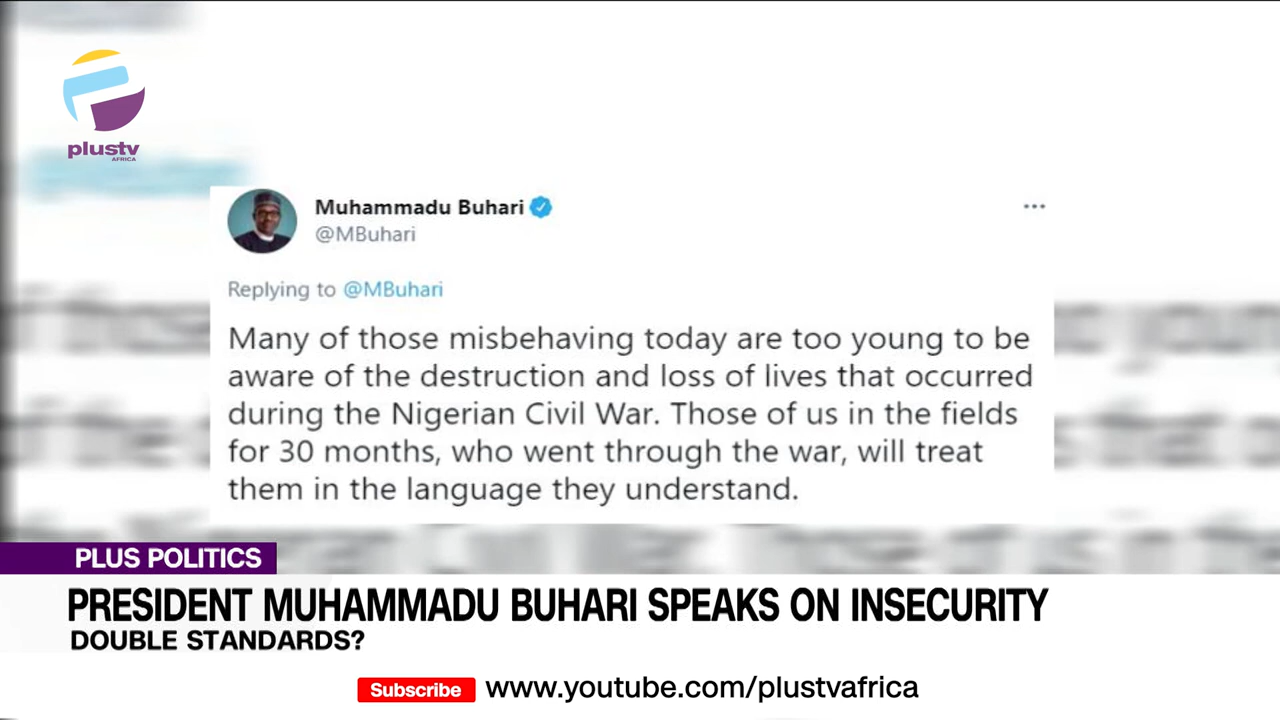 plustv
AFRICA
Muhammadu Buhari
@MBuhari
Replying to @MBuhari
Many of those misbehaving today are too young to be
aware of the destruction and loss of lives that occurred
during the Nigerian Civil War. Those of us in the fields
for 30 months, who went through the war, will treat
them in the language they understand.
PLUS POLITICS
PRESIDENT MUHAMMADU BUHARI SPEAKS ON INSECURITY
DOUBLE STANDARDS?
Subscribe www.youtube.com/plustvafrica